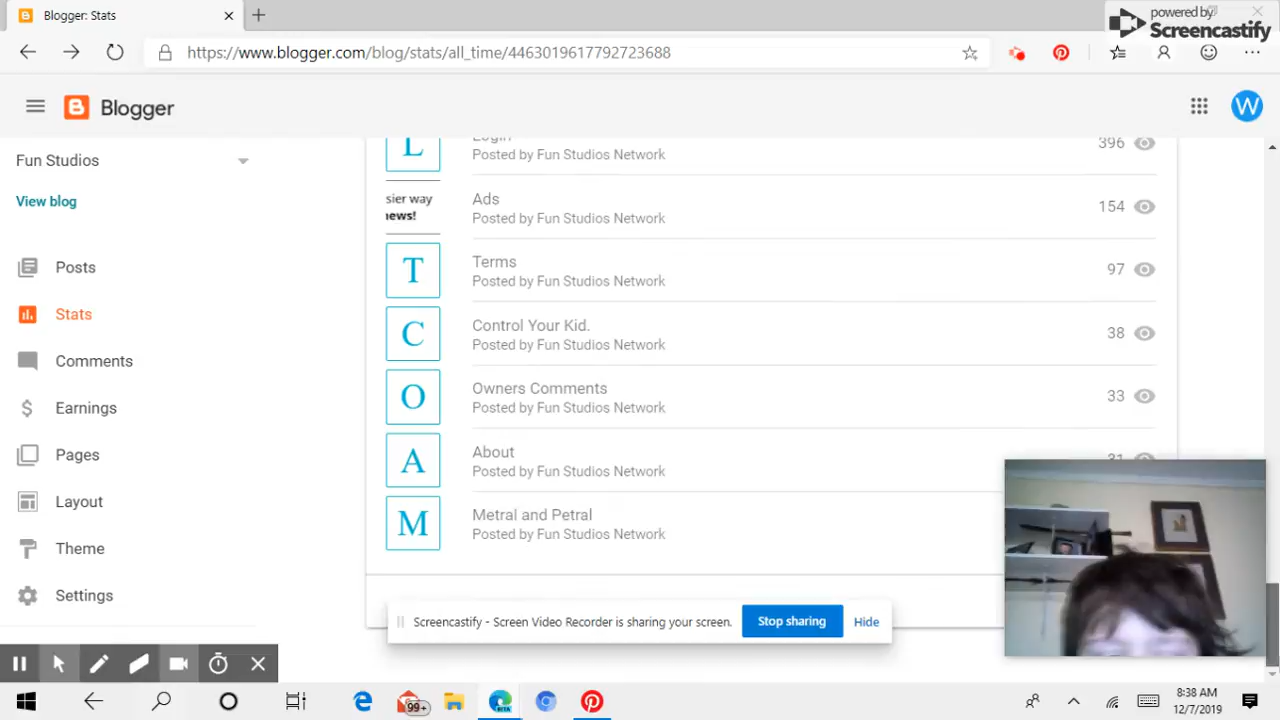 Blogger: Stats
powered by
Screencastify
https://www.blogger.com/blog/stats/all_time/4463019617792723688
Blogger
W
Fun Studios
View blog
Posts
Stats
Comments
Earnings
Pages
Layout
Theme
Settings
L
Login
396
Posted by Fun Studios Network
sier way
news!
Ads
154
Posted by Fun Studios Network
T
Terms
97
Posted by Fun Studios Network
C
Control Your Kid.
38
Posted by Fun Studios Network
O
Owners Comments
33
Posted by Fun Studios Network
A
About
31
Posted by Fun Studios Network
M
Metral and Petral
Posted by Fun Studios Network
Screencastify - Screen Video Recorder is sharing your screen.
Stop sharing
Hide
99+
BETA
8:38 AM
12/7/2019